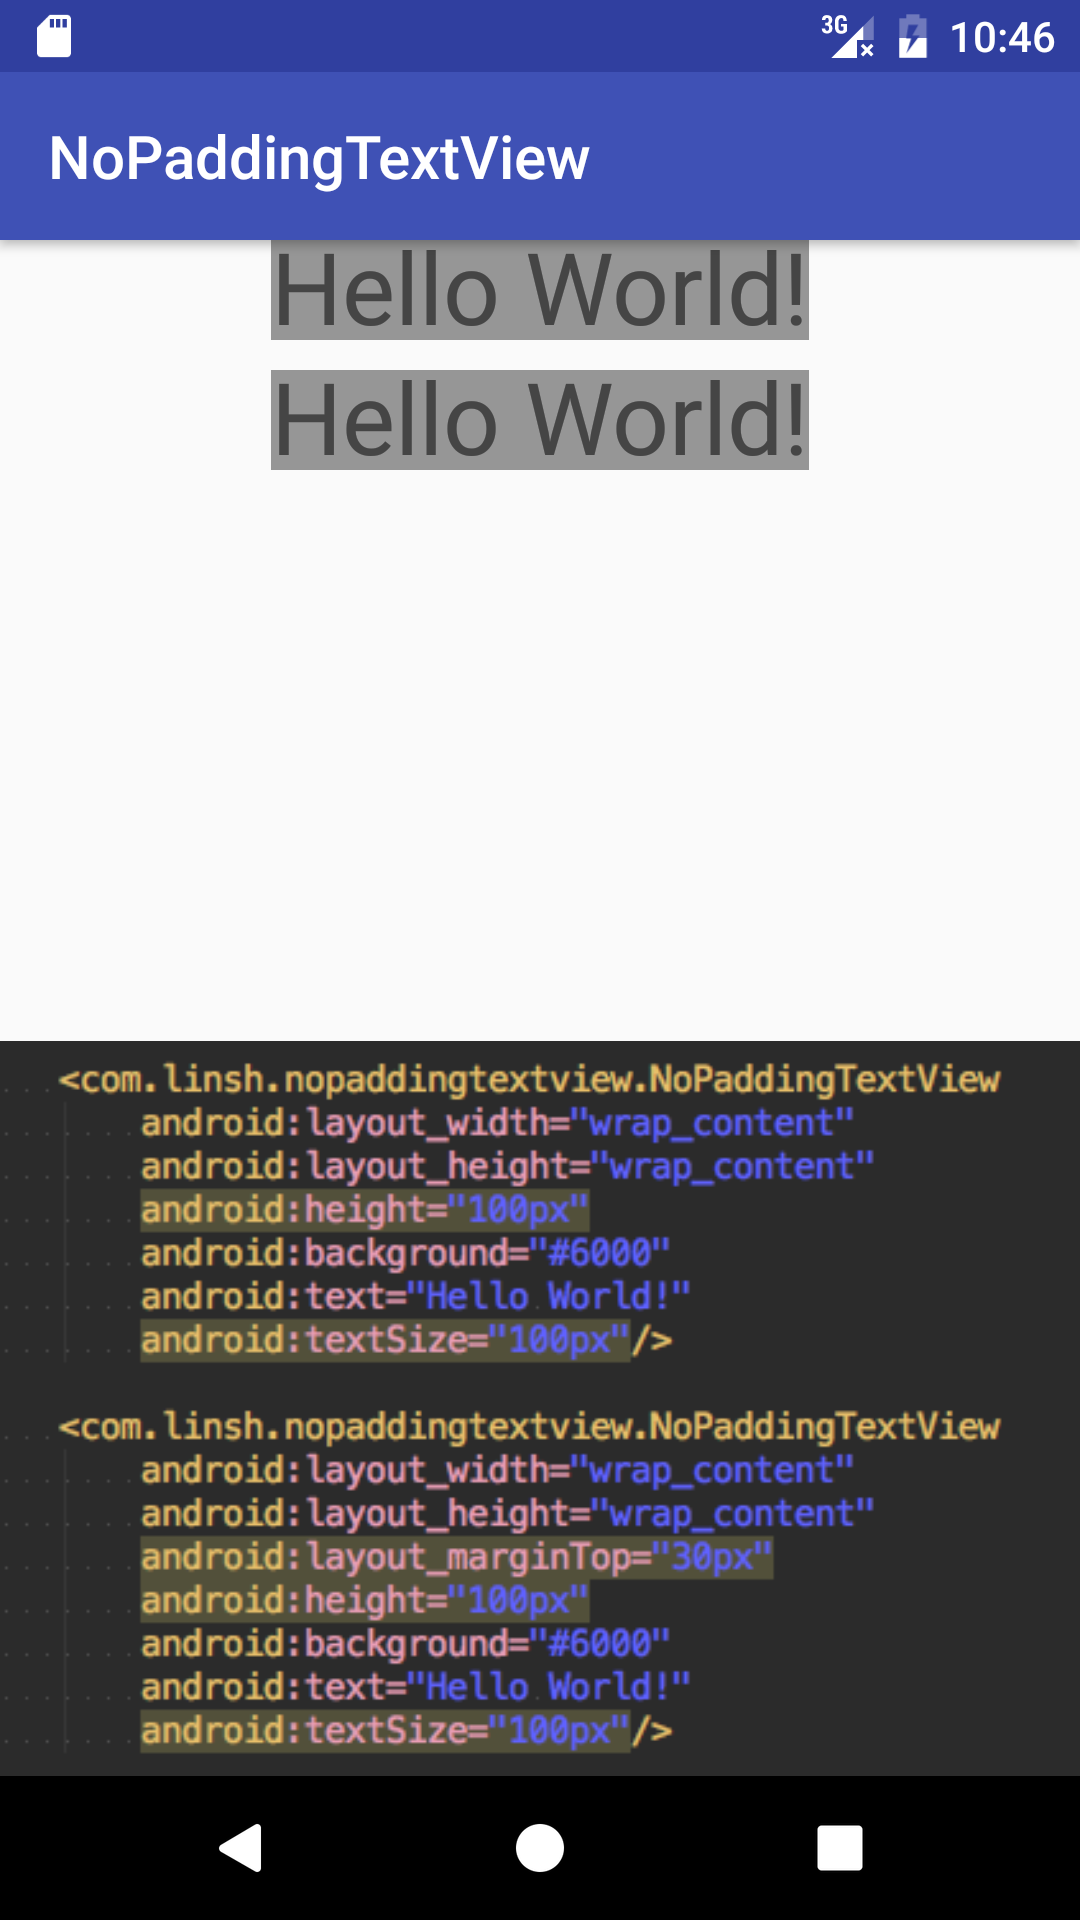 3G 10:46
NoPaddingTextView
Hello World!
Hello World!
<com.linsh.nopaddingtextview.NoPaddingTextView
android:layout_width="wrap_content"
android:layout_height="wrap_content"
android:height="100px"
android:background="#6000"
android:text="Hello World!"
android:textSize="100px"/>
<com.linsh.nopaddingtextview.NoPaddingTextView
android:layout_width="wrap_content"
android:layout_height="wrap_content"
android:layout_marginTop="30px"
android:height="100px"
android:background="#6000"
android:text="Hello World!"
android:textSize="100px"/>